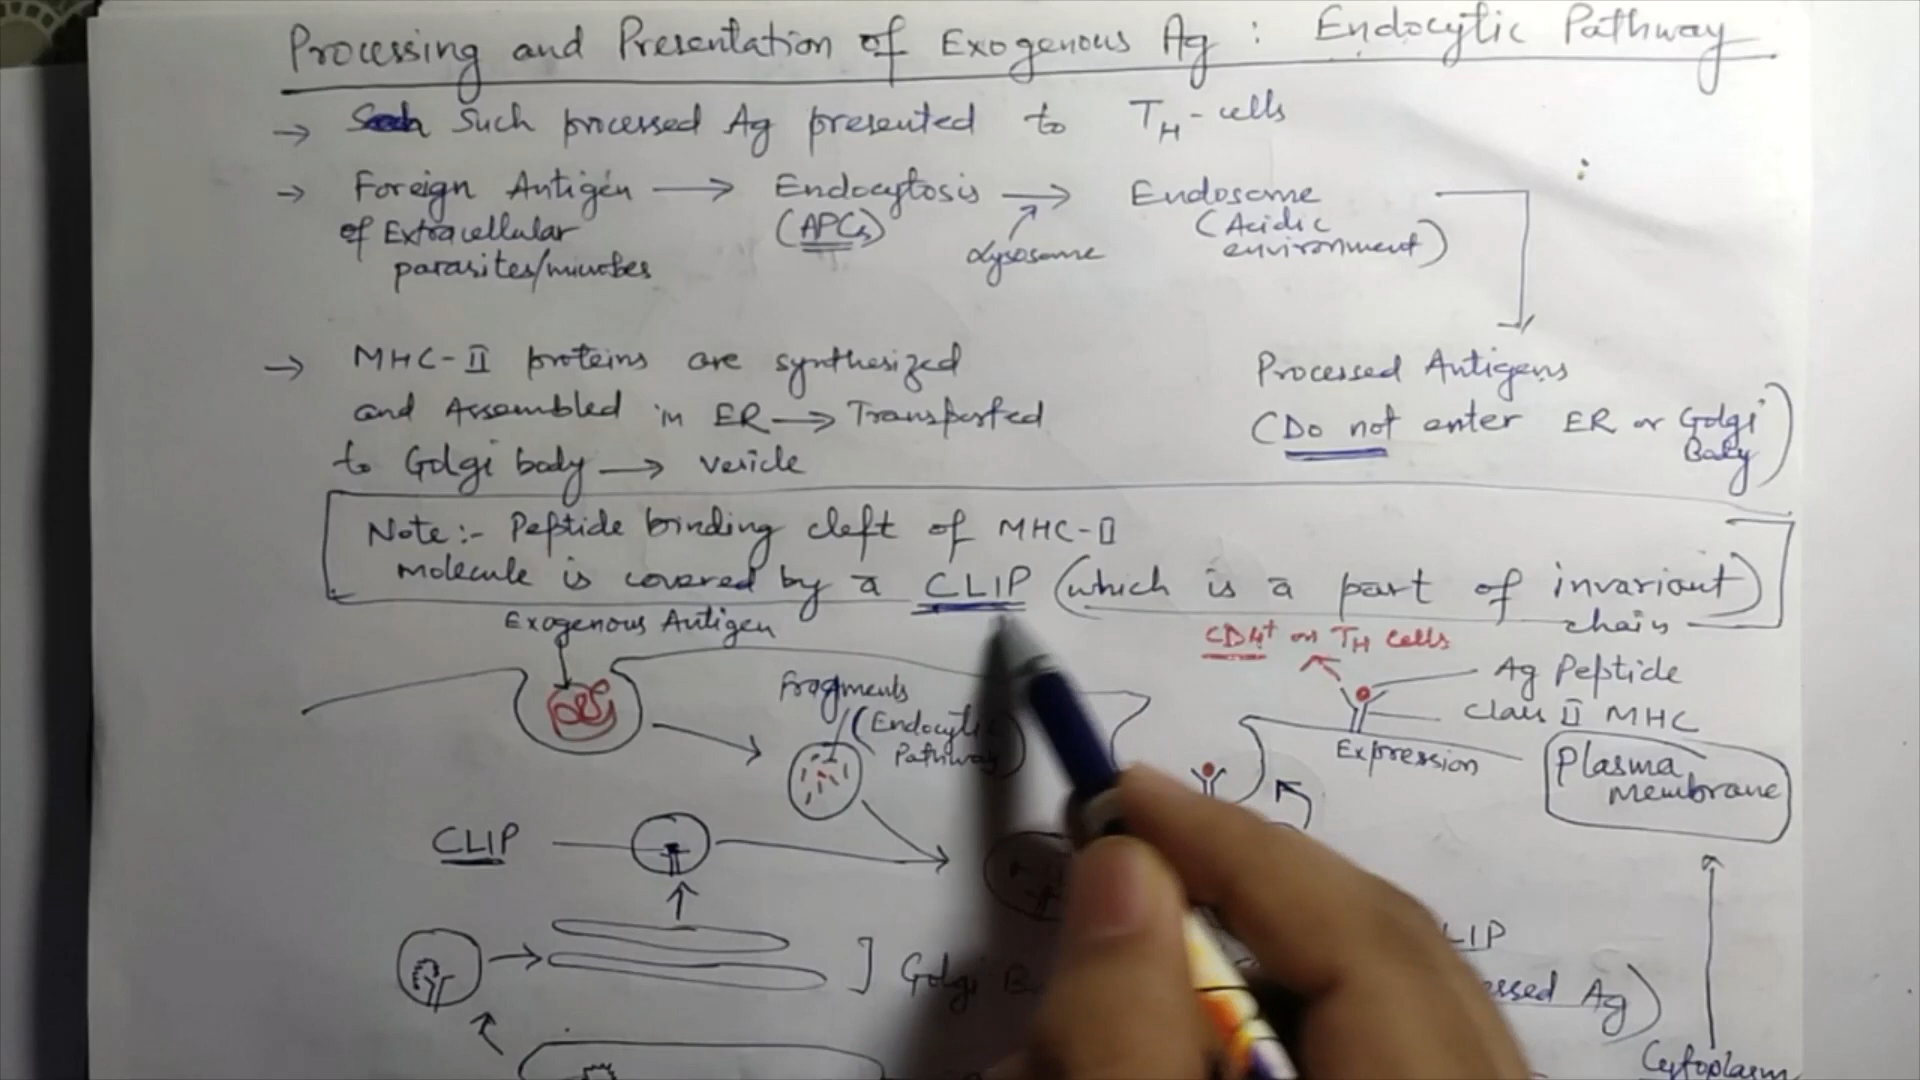 Processing and Presentation of Exogenous Ag : Endocytic Pathway
→ Such processed Ag presented to TH-cells
→ Foreign Antigen → Endocytosis → Endosome
of Extracellular parasites/microbes
(APCs)
Lysosome
(Acidic environment)
→ MHC-II proteins are synthesized
and Assembled in ER → Transported
to Golgi body → vesicle
Processed Antigens
(Do not enter ER or Golgi
Body)
Note:- Peptide binding cleft of MHC-II
molecule is covered by a CLIP (which is a part of invariant)
chain
Exogenous Antigen
CD4+ on TH cells
Ag Peptide
Class II MHC
Fragments
(Endocytic
Pathway)
Expression
Plasma
Membrane
CLIP
Golgi
LIP
essed Ag)
Cytoplasm